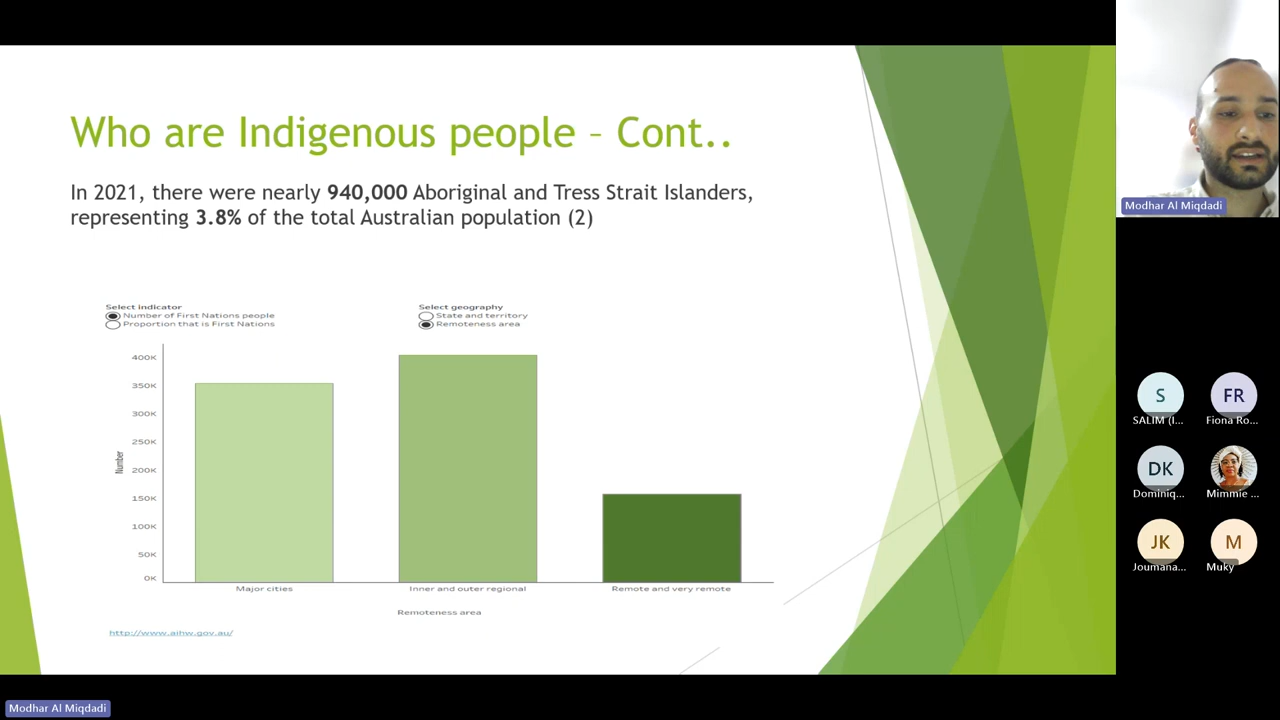 Who are Indigenous people – Cont..
In 2021, there were nearly 940,000 Aboriginal and Tress Strait Islanders,
representing 3.8% of the total Australian population (2)
Select indicator
Number of First Nations people
Proportion that is First Nations
Select geography
State and territory
Remoteness area
400K
350K
300K
250K
200K
150K
100K
50K
0K
Number
Major cities
Inner and outer regional
Remote and very remote
Remoteness area
http://www.aihw.gov.au/
Modhar Al Miqdadi
S
SALIM (I...
FR
Fiona Ro...
DK
Dominiq...
Mimmie ...
JK
Joumana...
M
Muky
Modhar Al Miqdadi